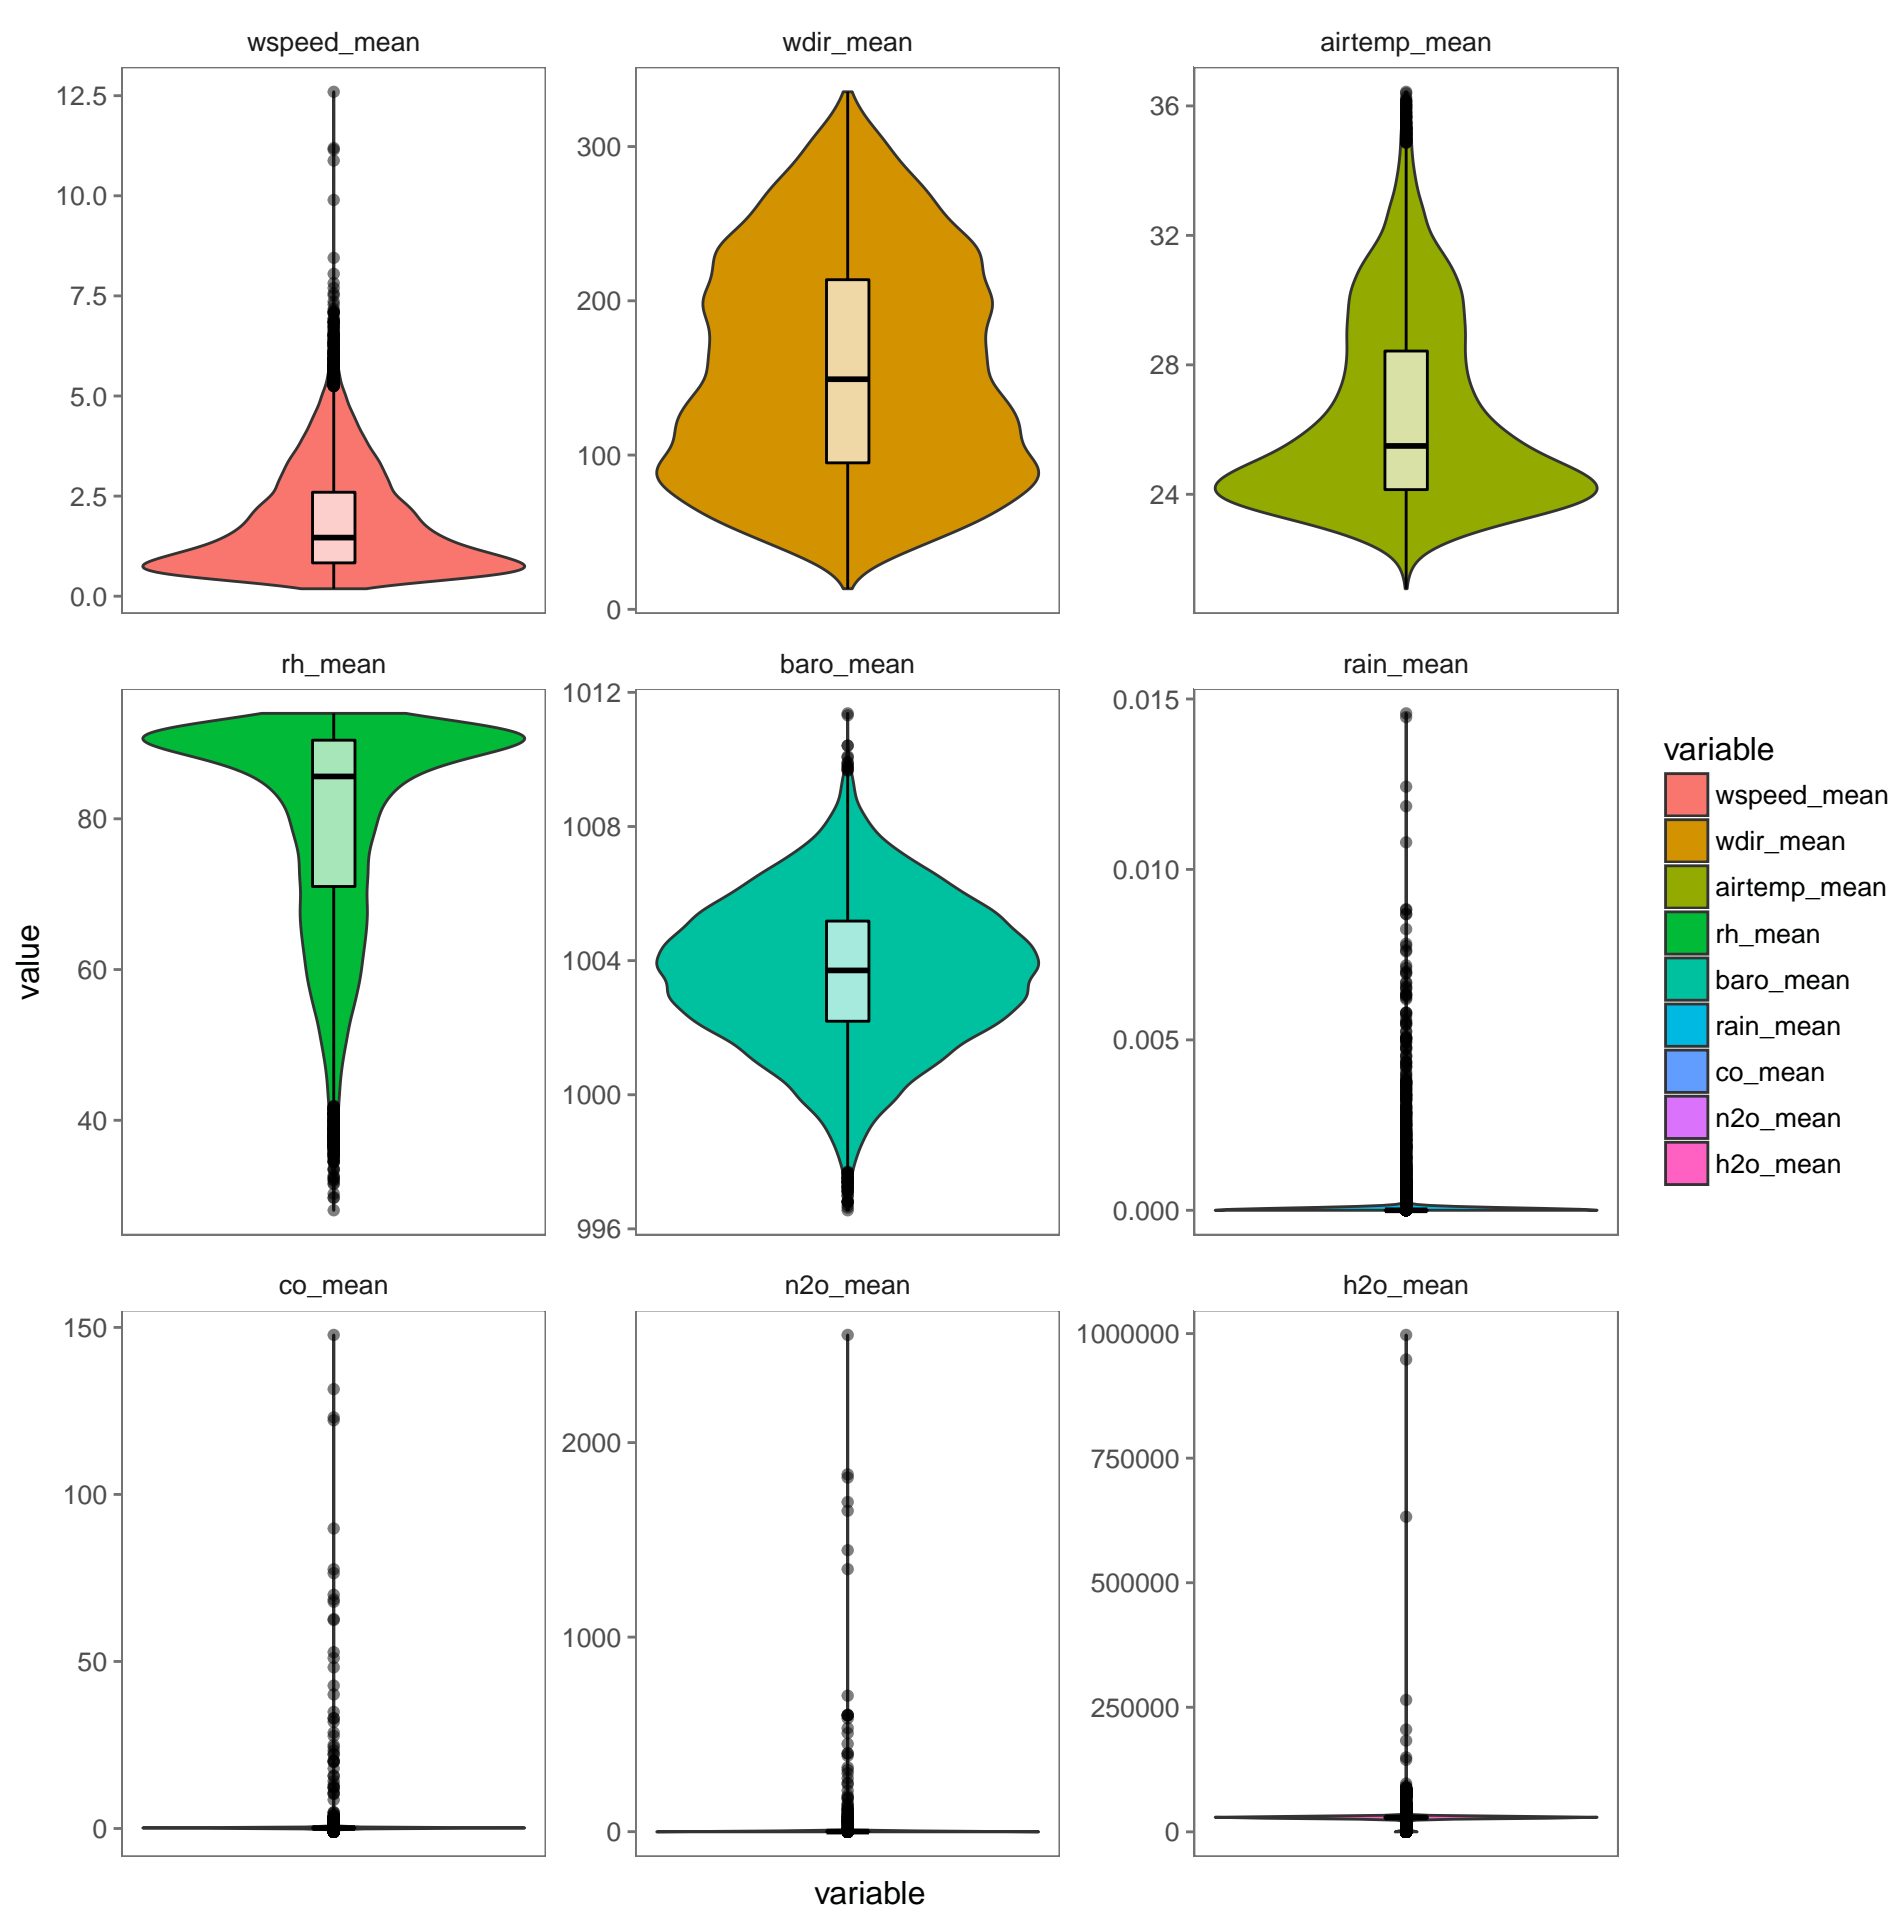 wspeed_mean
wdir_mean
airtemp_mean
12.5
10.0
7.5
5.0
2.5
0.0
300
200
100
0
36
32
28
24
rh_mean
baro_mean
rain_mean
80
60
40
1012
1008
1004
1000
996
0.015
0.010
0.005
0.000
co_mean
n2o_mean
h2o_mean
150
100
50
0
2000
1000
0
1000000
750000
500000
250000
0
value
variable
variable
wspeed_mean
wdir_mean
airtemp_mean
rh_mean
baro_mean
rain_mean
co_mean
n2o_mean
h2o_mean